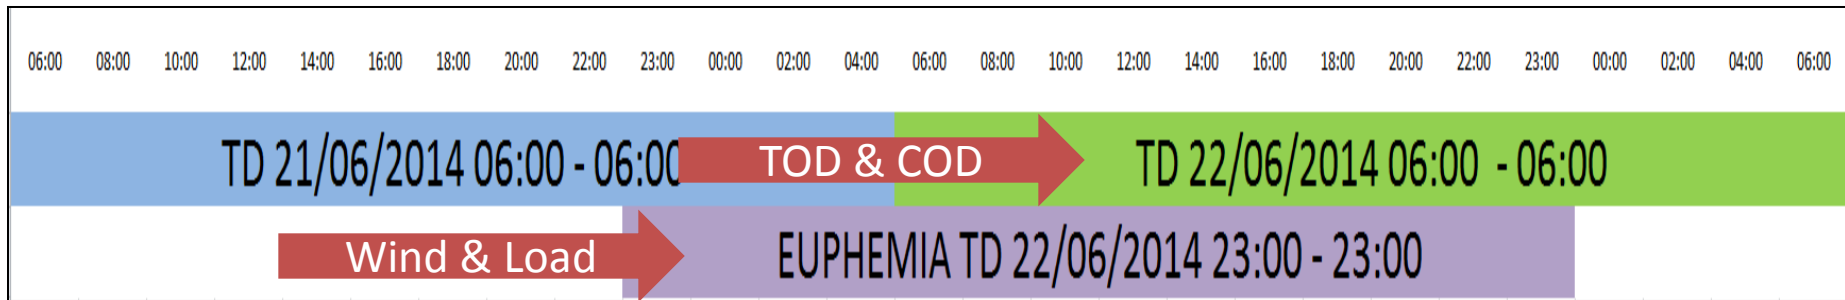 06:00 08:00 10:00 12:00 14:00 16:00 18:00 20:00 22:00 23:00 00:00 02:00 04:00 06:00 08:00 10:00 12:00 14:00 16:00 18:00 20:00 22:00 23:00 00:00 02:00 04:00 06:00
TD 21/06/2014 06:00 - 06:00 TOD & COD TD 22/06/2014 06:00 - 06:00
Wind & Load EUPHEMIA TD 22/06/2014 23:00 - 23:00